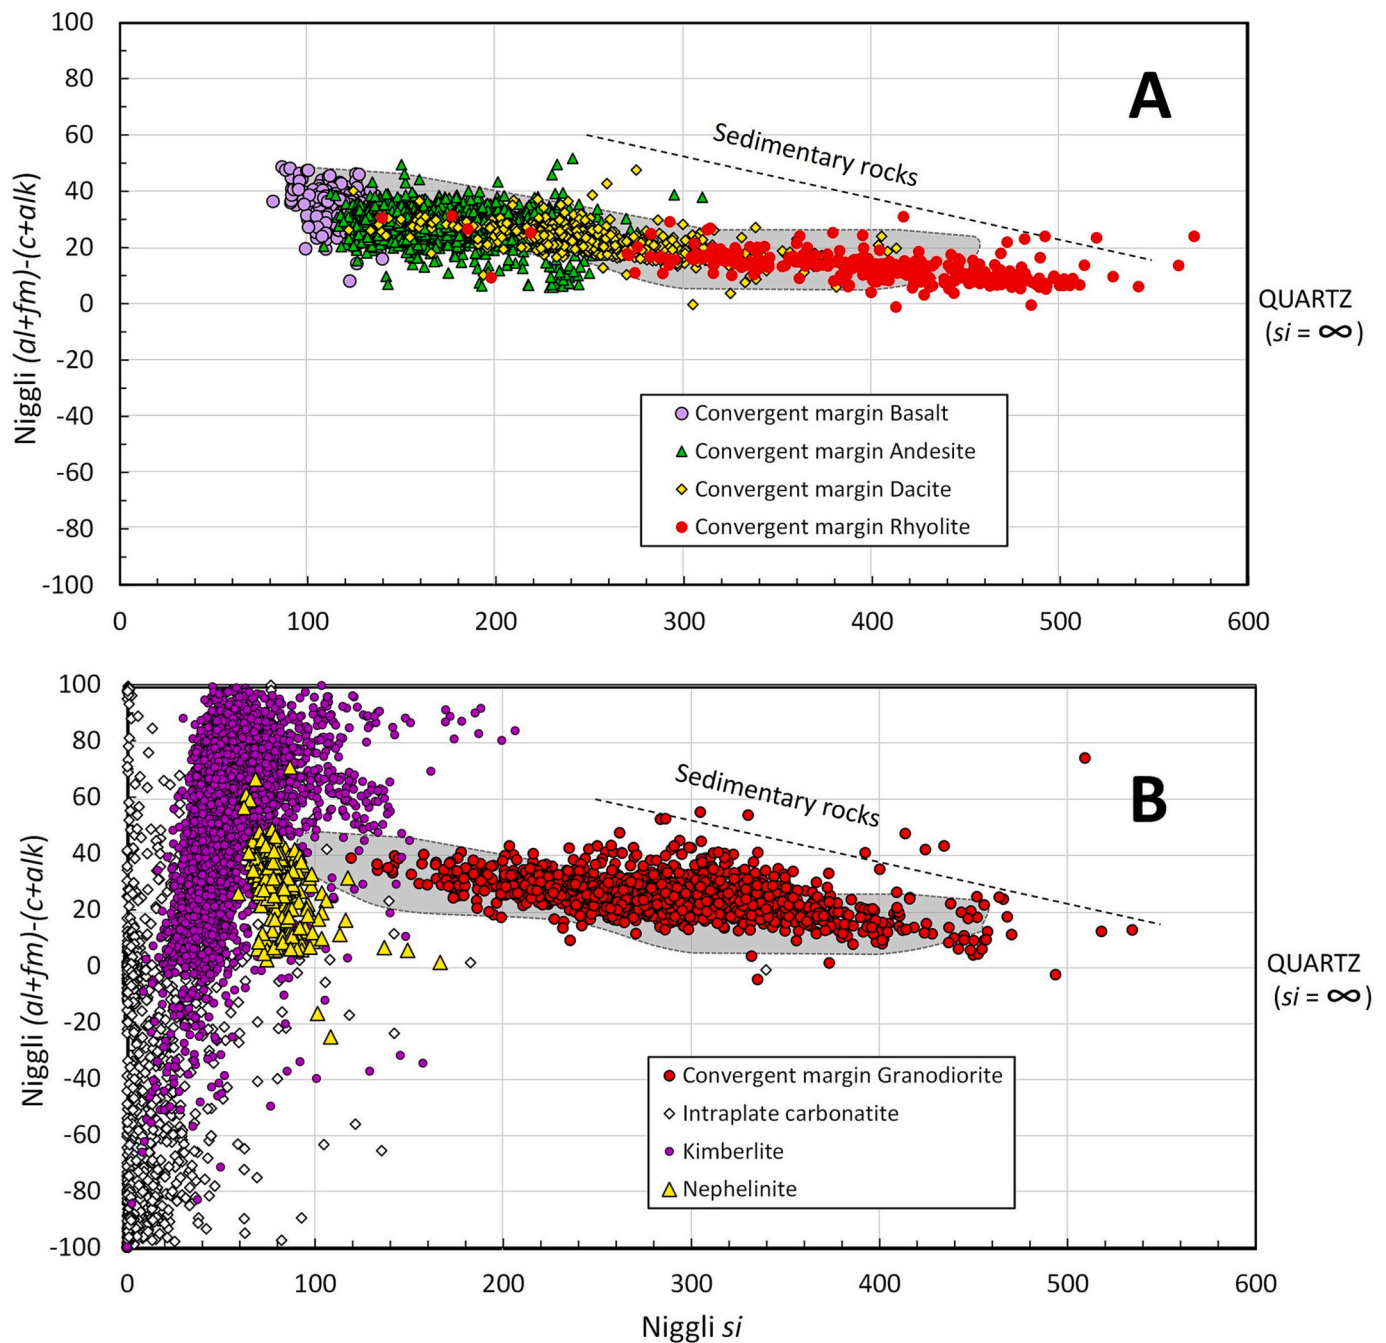 100
80
60
40
20
0
-20
-40
-60
-80
-100
Niggli (al+fm)-(c+alk)
A
Sedimentary rocks
QUARTZ
(si = ∞)
Convergent margin Basalt
Convergent margin Andesite
Convergent margin Dacite
Convergent margin Rhyolite
0 100 200 300 400 500 600
100
80
60
40
20
0
-20
-40
-60
-80
-100
Niggli (al+fm)-(c+alk)
Sedimentary rocks
B
QUARTZ
(si = ∞)
Convergent margin Granodiorite
Intraplate carbonatite
Kimberlite
Nephelinite
0 100 200 300 400 500 600
Niggli si